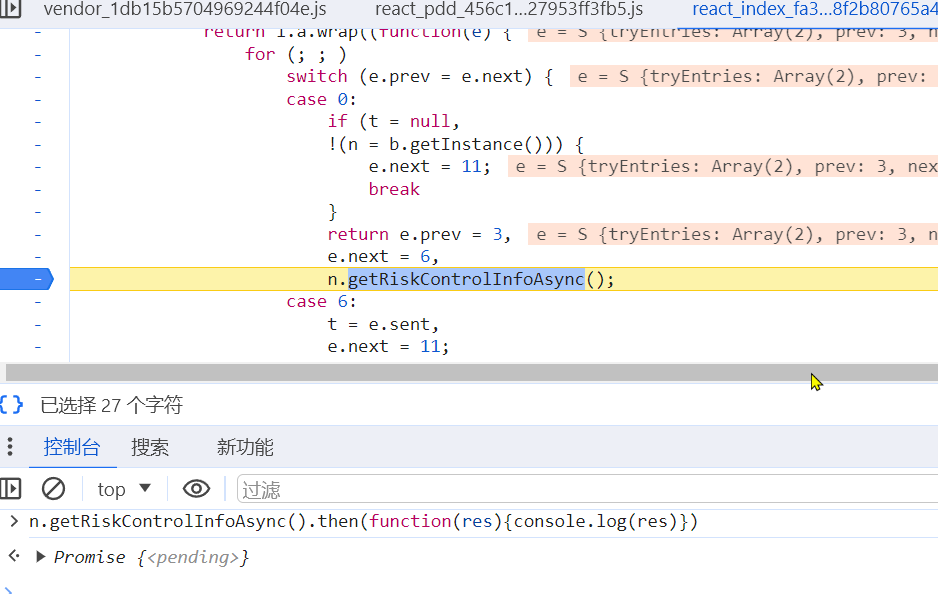 vendor_1db15b5704969244f04e.js react_pdd_456c1...27953ff3fb5.js react_index_fa3...8f2b80765a4
return i.a.wrap((function(e) { e = S {tryEntries: Array(2), prev: 3, n
for (; ; )
switch (e.prev = e.next) { e = S {tryEntries: Array(2), prev:
case 0:
if (t = null,
!(n = b.getInstance())) {
e.next = 11; e = S {tryEntries: Array(2), prev: 3, nex
break
}
return e.prev = 3, e = S {tryEntries: Array(2), prev: 3, n
e.next = 6,
n.getRiskControlInfoAsync();
case 6:
t = e.sent,
e.next = 11;
{} 已选择 27 个字符
控制台 搜索 新功能
top ▼ 过滤
> n.getRiskControlInfoAsync().then(function(res){console.log(res)})
Promise {<pending>}